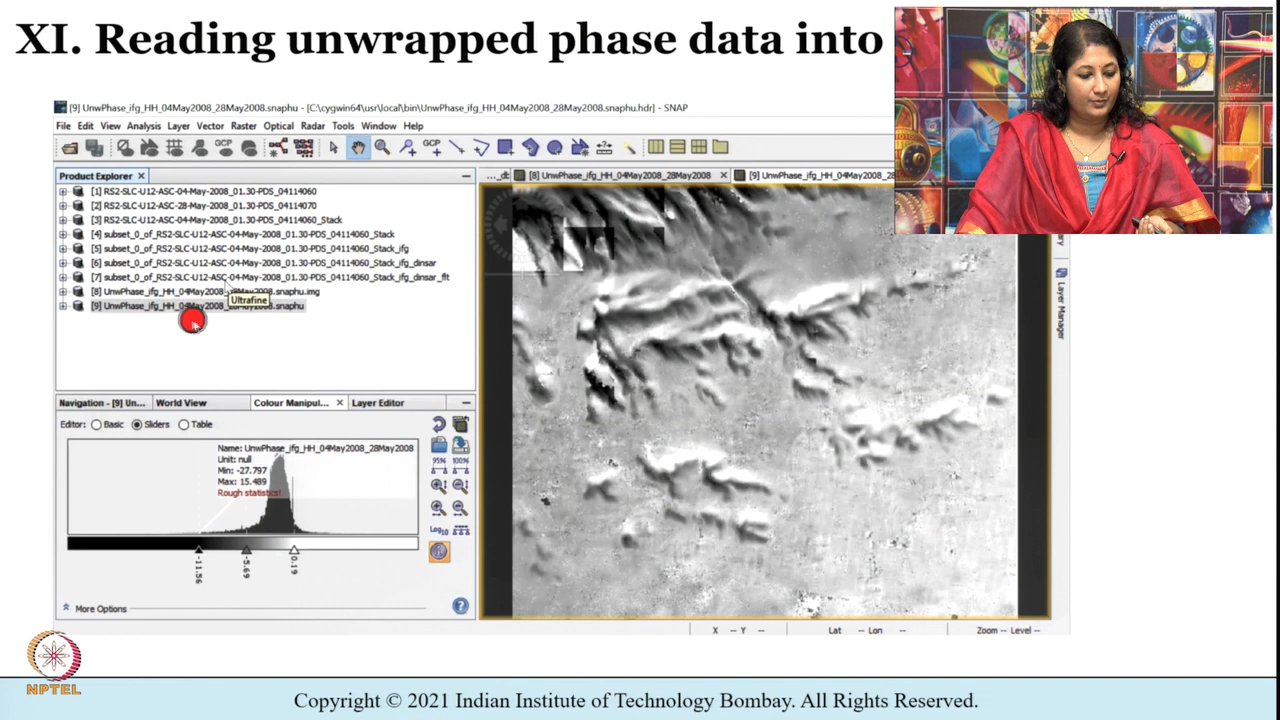 XI. Reading unwrapped phase data into
[9] UnwPhase_ifg_HH_04May2008_28May2008.snaphu - [C:\cygwin64\usr\local\bin\UnwPhase_ifg_HH_04May2008_28May2008.snaphu.hdr] - SNAP
File Edit View Analysis Layer Vector Raster Optical Radar Tools Window Help
GCP GCP
Product Explorer
[8] UnwPhase_ifg_HH_04May2008_28May2008
[9] UnwPhase_ifg_HH_04May2008_28
[1] RS2-SLC-U12-ASC-04-May-2008_01.30-PDS_04114060
[2] RS2-SLC-U12-ASC-28-May-2008_01.30-PDS_04114070
[3] RS2-SLC-U12-ASC-04-May-2008_01.30-PDS_04114060_Stack
[4] subset_0_of_RS2-SLC-U12-ASC-04-May-2008_01.30-PDS_04114060_Stack
[5] subset_0_of_RS2-SLC-U12-ASC-04-May-2008_01.30-PDS_04114060_Stack_ifg
[6] subset_0_of_RS2-SLC-U12-ASC-04-May-2008_01.30-PDS_04114060_Stack_ifg_dinsar
[7] subset_0_of_RS2-SLC-U12-ASC-04-May-2008_01.30-PDS_04114060_Stack_ifg_dinsar_flt
[8] UnwPhase_ifg_HH_04May2008_28May2008.snaphu.img
Ultrafine
Layer Manager
Navigation - [9] Un... World View Colour Manipul... Layer Editor
Editor: Basic Sliders Table
Name: UnwPhase_ifg_HH_04May2008_28May2008
Unit: null
Min: -27.797
Max: 15.489
Rough statistics!
95% 100%
Log10
-11.56
-5.69
0.19
More Options
X -- Y -- Lat -- Lon -- Zoom -- Level --
NPTEL
Copyright © 2021 Indian Institute of Technology Bombay. All Rights Reserved.